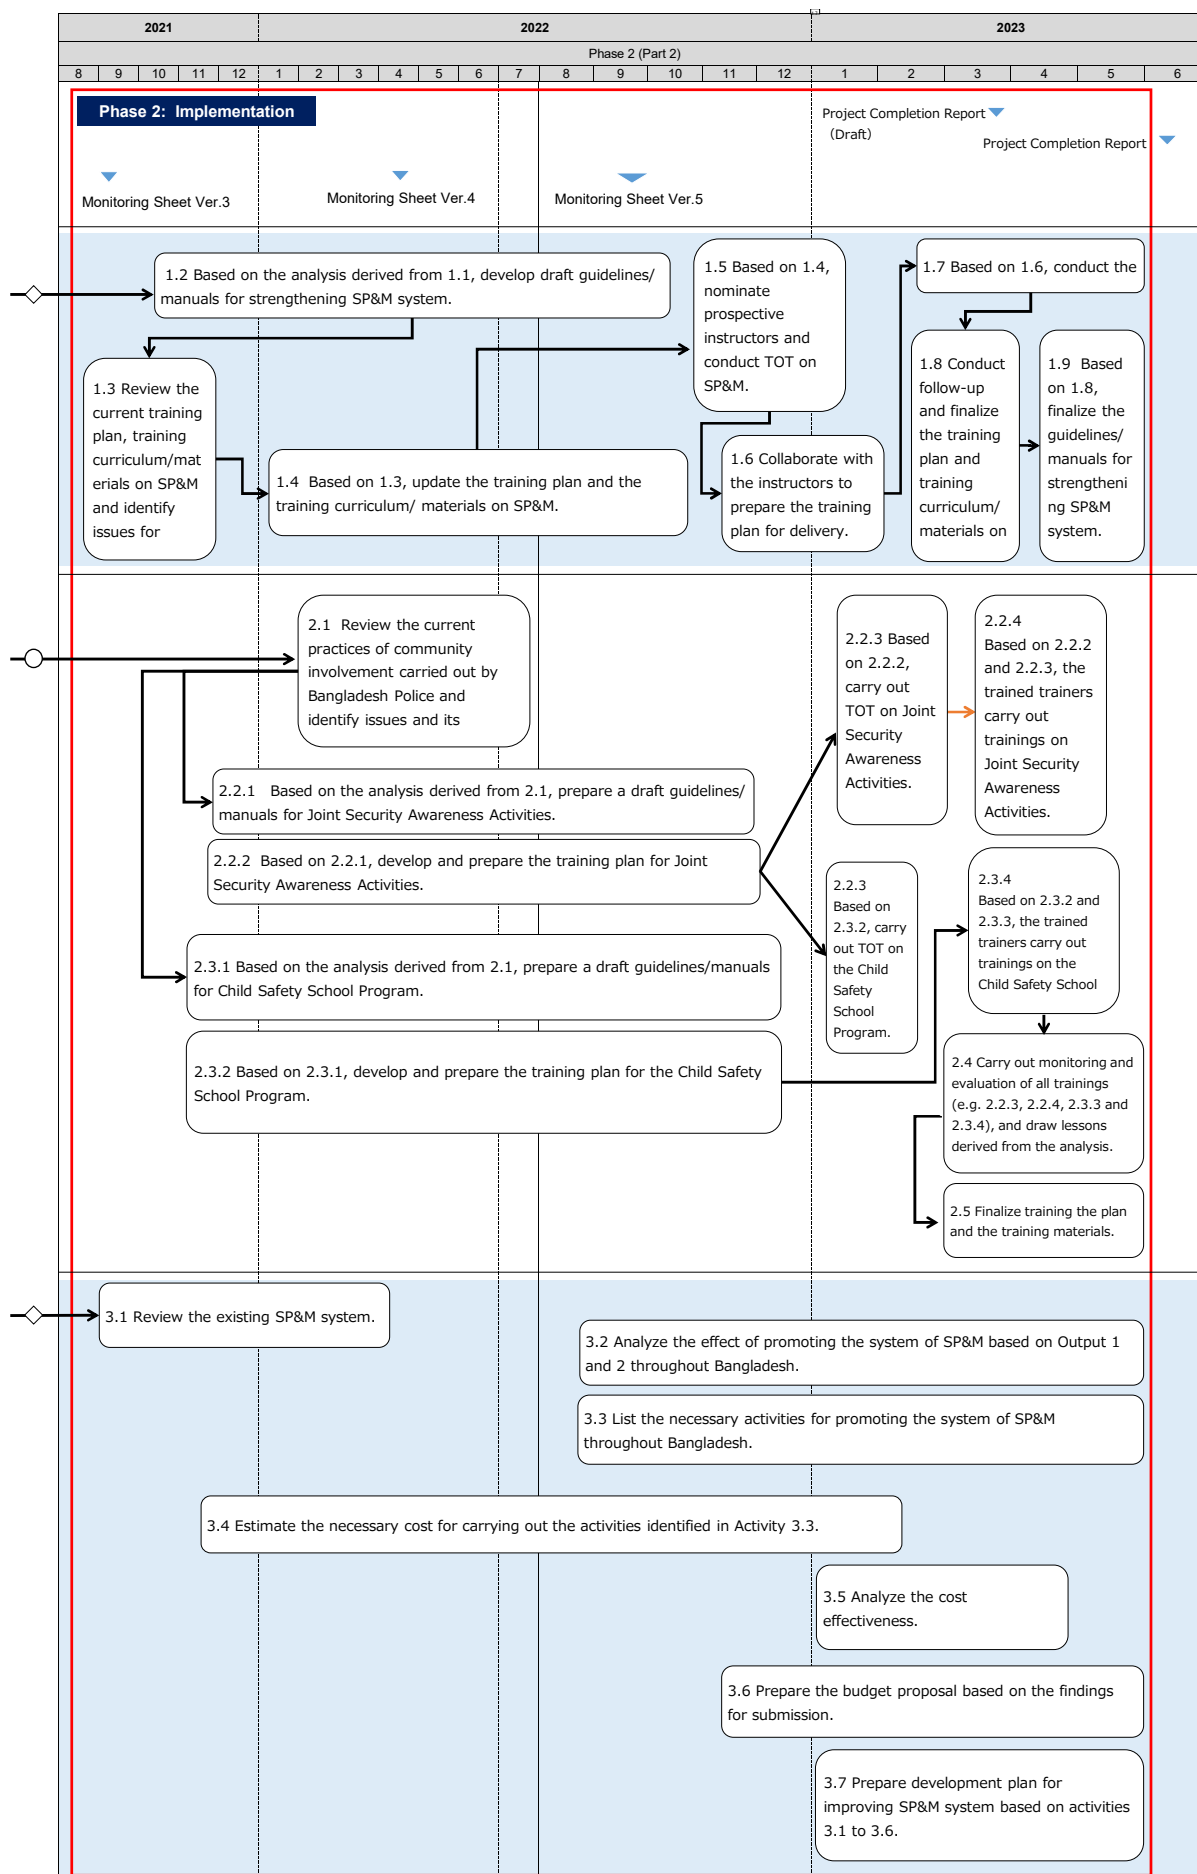 2021 2022 2023
Phase 2 (Part 2)
8 9 10 11 12 1 2 3 4 5 6 7 8 9 10 11 12 1 2 3 4 5 6
Phase 2: Implementation
Project Completion Report
（Draft）
Project Completion Report
Monitoring Sheet Ver.3
Monitoring Sheet Ver.4
Monitoring Sheet Ver.5
1.2 Based on the analysis derived from 1.1, develop draft guidelines/
manuals for strengthening SP&M system.
1.5 Based on 1.4,
nominate
prospective
instructors and
conduct TOT on
SP&M.
1.7 Based on 1.6, conduct the
1.3 Review the
current training
plan, training
curriculum/mat
erials on SP&M
and identify
issues for
1.4 Based on 1.3, update the training plan and the
training curriculum/ materials on SP&M.
1.6 Collaborate with
the instructors to
prepare the training
plan for delivery.
1.8 Conduct
follow-up
and finalize
the training
plan and
training
curriculum/
materials on
1.9 Based
on 1.8,
finalize the
guidelines/
manuals for
strengtheni
ng SP&M
system.
2.1 Review the current
practices of community
involvement carried out by
Bangladesh Police and
identify issues and its
2.2.1 Based on the analysis derived from 2.1, prepare a draft guidelines/
manuals for Joint Security Awareness Activities.
2.2.2 Based on 2.2.1, develop and prepare the training plan for Joint
Security Awareness Activities.
2.2.3 Based
on 2.2.2,
carry out
TOT on Joint
Security
Awareness
Activities.
2.2.4
Based on 2.2.2
and 2.2.3, the
trained trainers
carry out
trainings on
Joint Security
Awareness
Activities.
2.2.3
Based on
2.3.2, carry
out TOT on
the Child
Safety
School
Program.
2.3.4
Based on 2.3.2 and
2.3.3, the trained
trainers carry out
trainings on the
Child Safety School
2.3.1 Based on the analysis derived from 2.1, prepare a draft guidelines/manuals
for Child Safety School Program.
2.3.2 Based on 2.3.1, develop and prepare the training plan for the Child Safety
School Program.
2.4 Carry out monitoring and
evaluation of all trainings
(e.g. 2.2.3, 2.2.4, 2.3.3 and
2.3.4), and draw lessons
derived from the analysis.
2.5 Finalize training the plan
and the training materials.
3.1 Review the existing SP&M system.
3.2 Analyze the effect of promoting the system of SP&M based on Output 1
and 2 throughout Bangladesh.
3.3 List the necessary activities for promoting the system of SP&M
throughout Bangladesh.
3.4 Estimate the necessary cost for carrying out the activities identified in Activity 3.3.
3.5 Analyze the cost
effectiveness.
3.6 Prepare the budget proposal based on the findings
for submission.
3.7 Prepare development plan for
improving SP&M system based on activities
3.1 to 3.6.